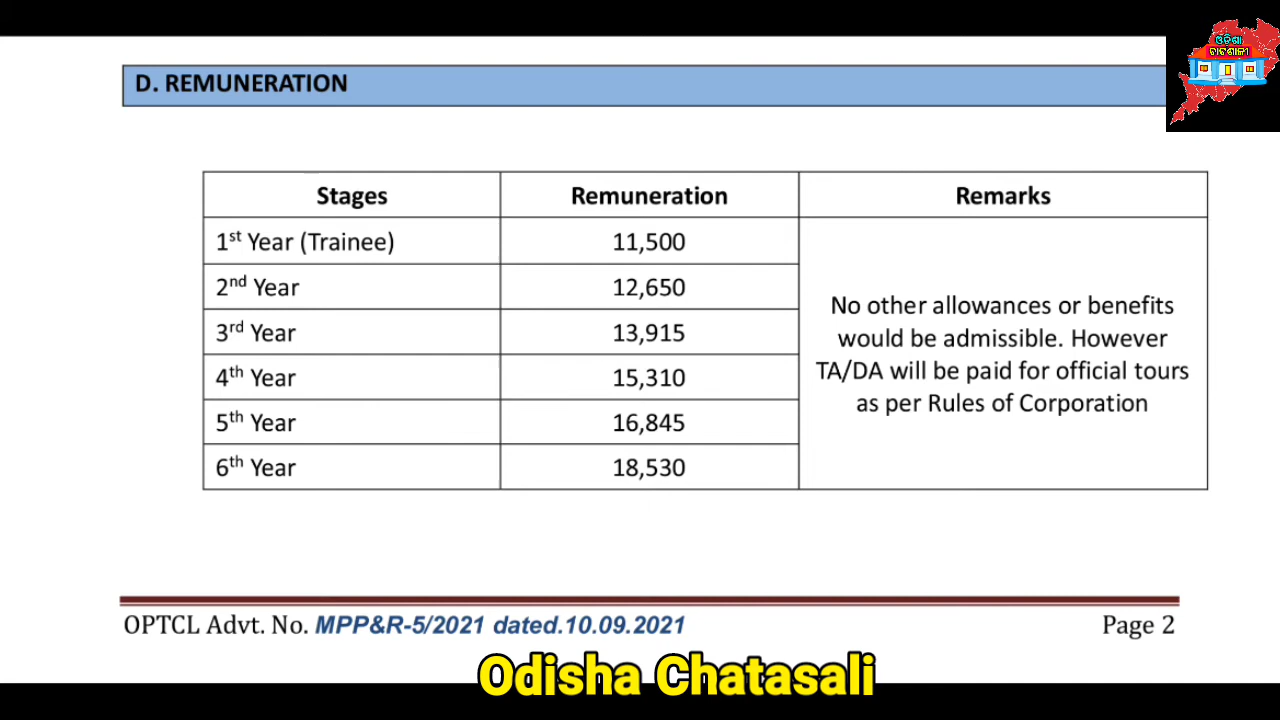 ଓଡ଼ିଶା
ଚାଟଶାଳୀ
D. REMUNERATION
Stages Remuneration Remarks
1st Year (Trainee) 11,500
2nd Year 12,650
3rd Year 13,915
4th Year 15,310
5th Year 16,845
6th Year 18,530
No other allowances or benefits
would be admissible. However
TA/DA will be paid for official tours
as per Rules of Corporation
OPTCL Advt. No. MPP&R-5/2021 dated.10.09.2021 Page 2
Odisha Chatasali